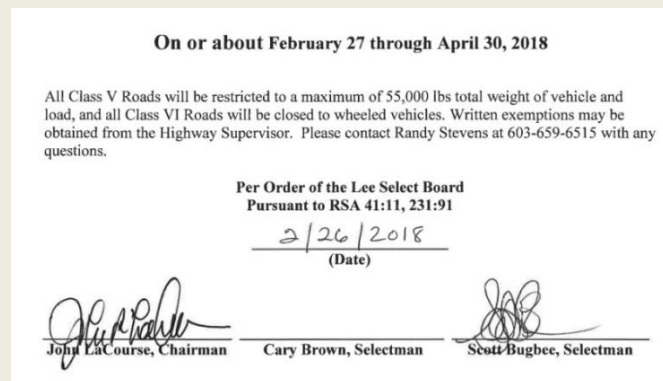 On or about February 27 through April 30, 2018
All Class V Roads will be restricted to a maximum of 55,000 lbs total weight of vehicle and
load, and all Class VI Roads will be closed to wheeled vehicles. Written exemptions may be
obtained from the Highway Supervisor. Please contact Randy Stevens at 603-659-6515 with any
questions.
Per Order of the Lee Select Board
Pursuant to RSA 41:11, 231:91
2/26/2018
(Date)
John LaCourse, Chairman Cary Brown, Selectman Scott Bugbee, Selectman